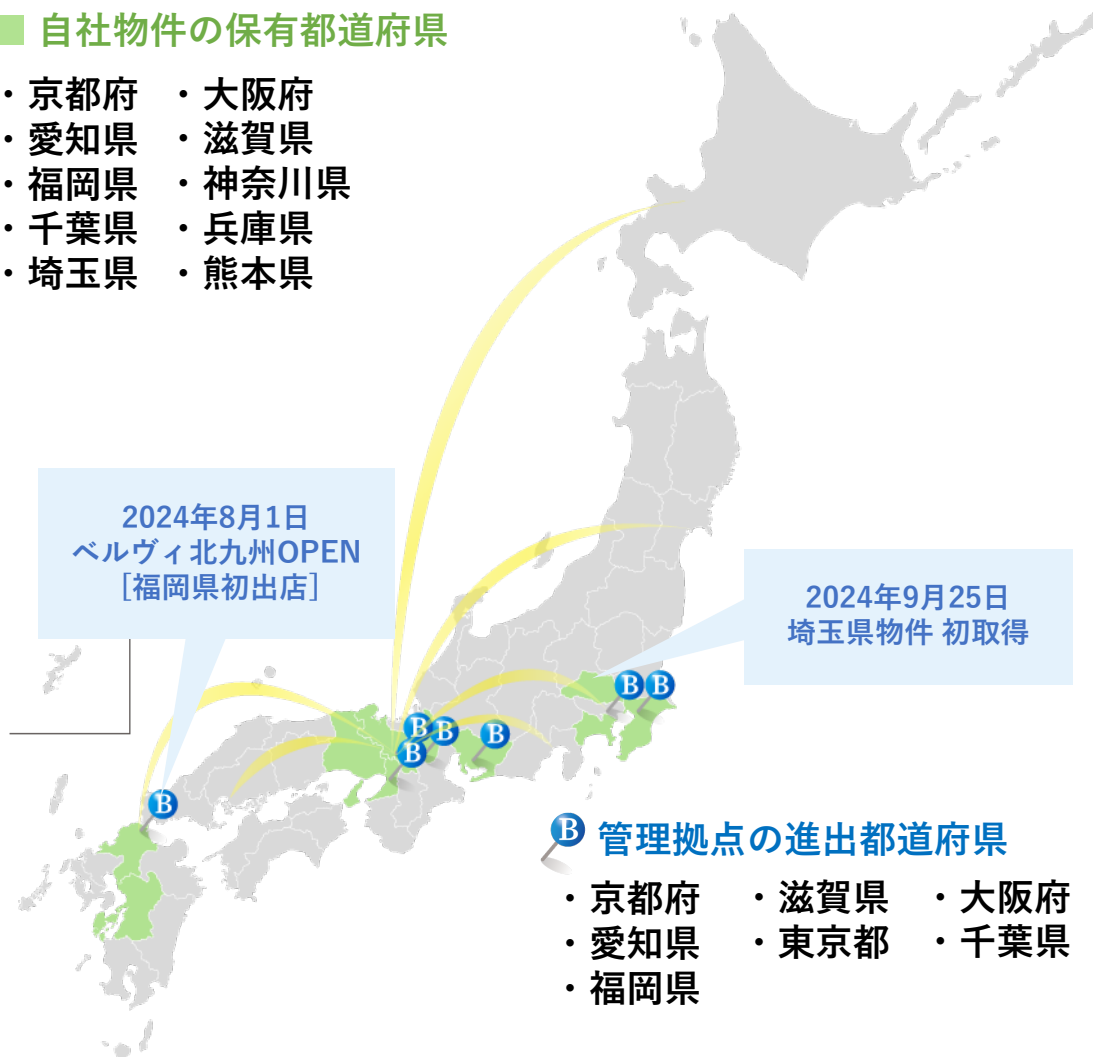 自社物件の保有都道府県
・京都府 ・大阪府
・愛知県 ・滋賀県
・福岡県 ・神奈川県
・千葉県 ・兵庫県
・埼玉県 ・熊本県
2024年8月1日
ベルヴィ北九州OPEN
[福岡県初出店]
2024年9月25日
埼玉県物件 初取得
B B
B
B
B
B
B
B 管理拠点の進出都道府県
・京都府 ・滋賀県 ・大阪府
・愛知県 ・東京都 ・千葉県
・福岡県